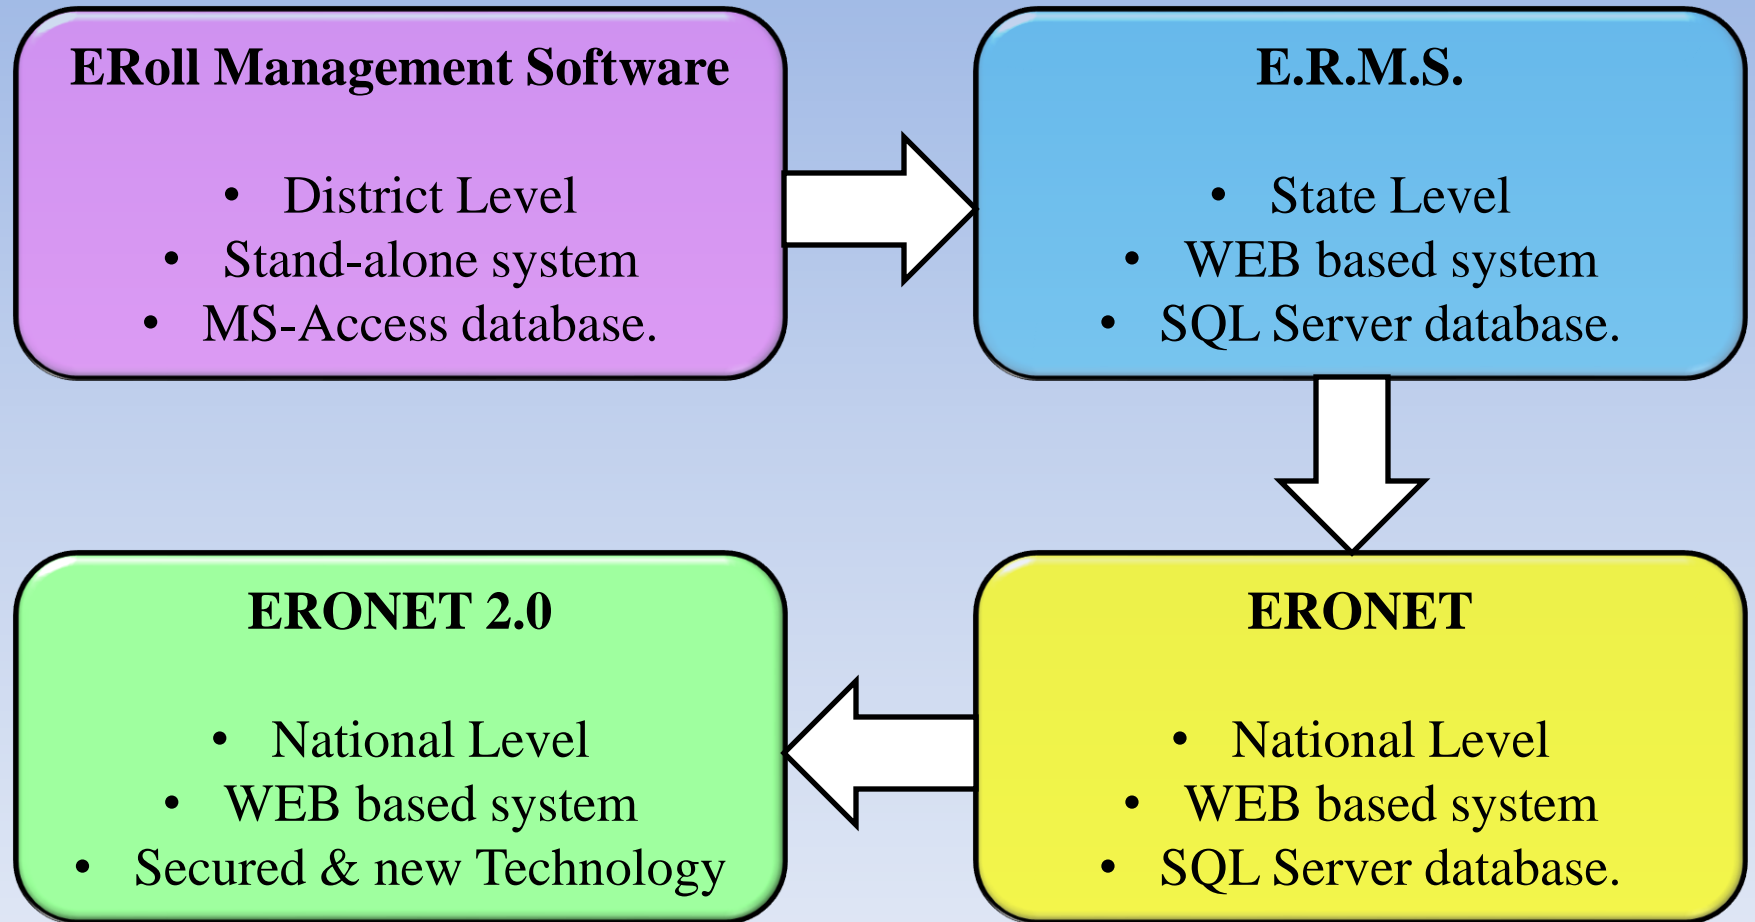 ERoll Management Software
• District Level
• Stand-alone system
• MS-Access database.
E.R.M.S.
• State Level
• WEB based system
• SQL Server database.
ERONET
• National Level
• WEB based system
• SQL Server database.
ERONET 2.0
• National Level
• WEB based system
• Secured & new Technology